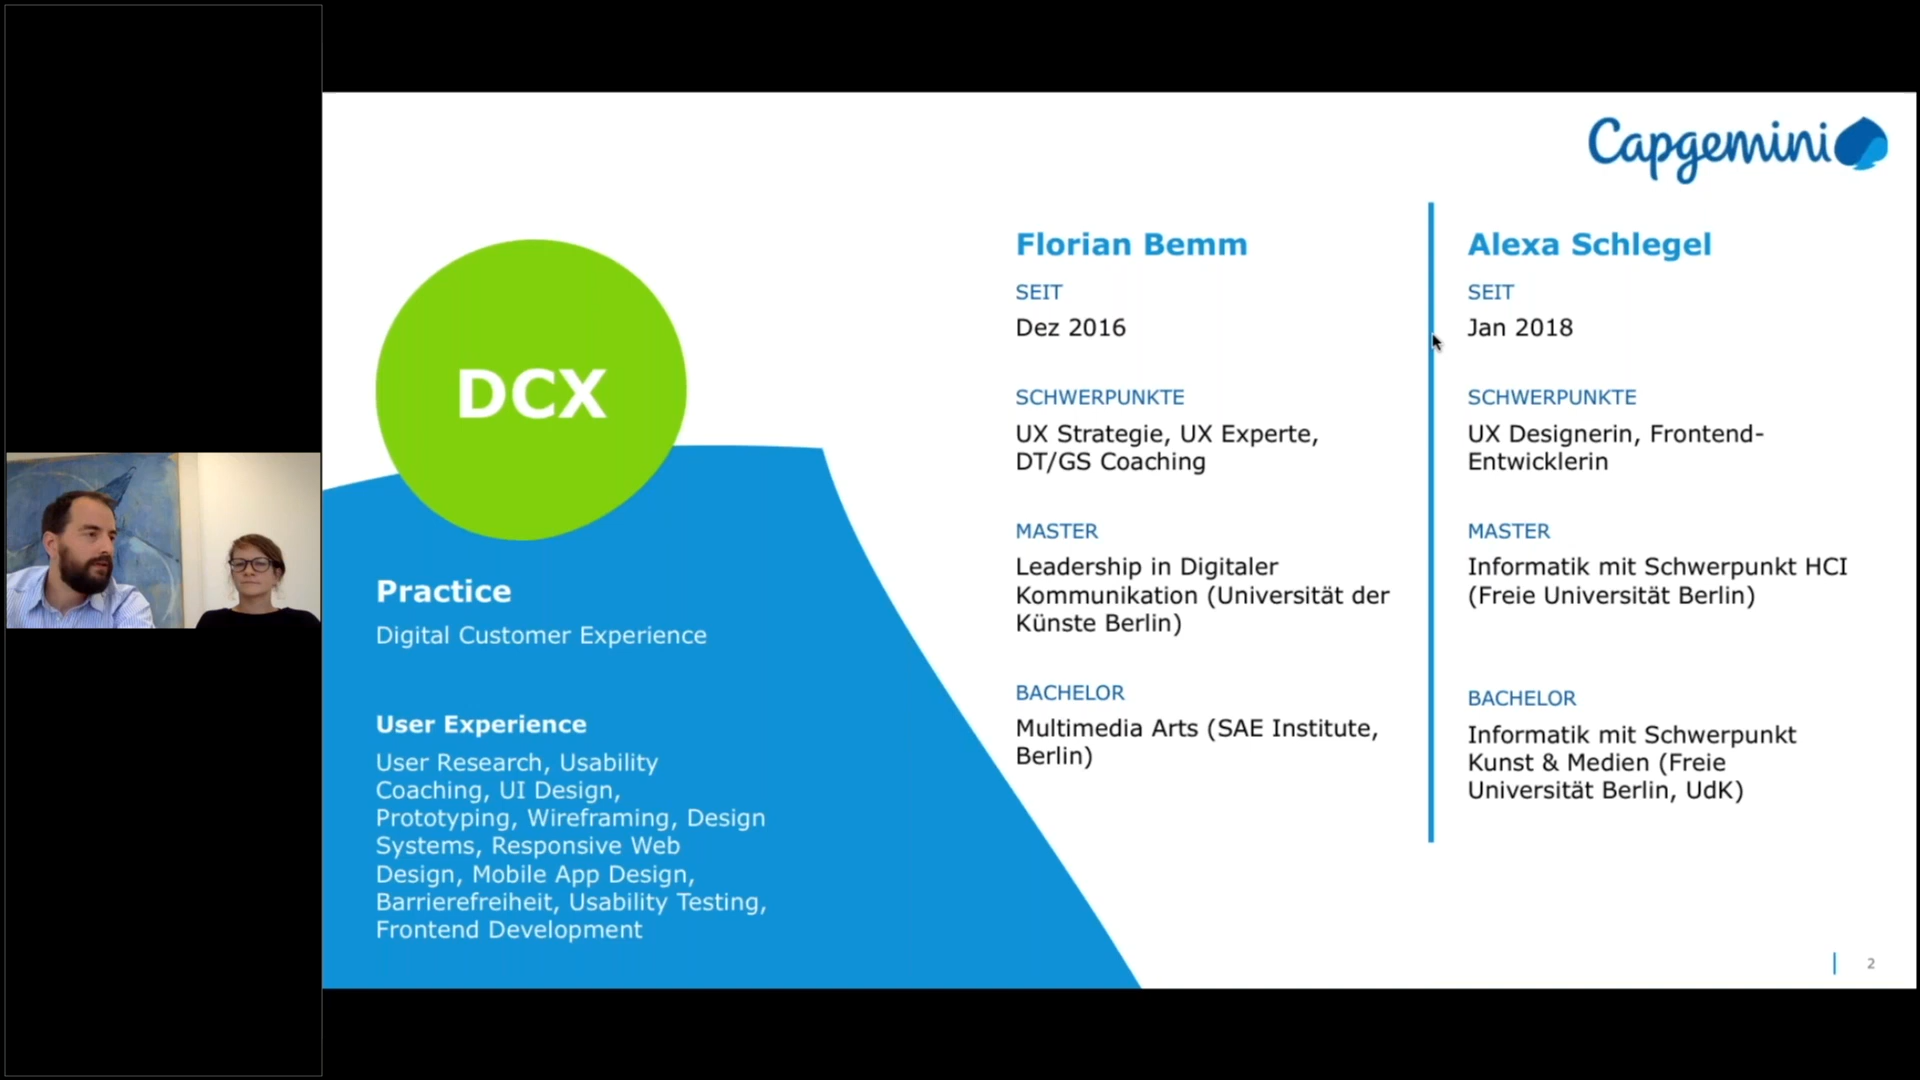 Capgemini
DCX
Practice
Digital Customer Experience
User Experience
User Research, Usability
Coaching, UI Design,
Prototyping, Wireframing, Design
Systems, Responsive Web
Design, Mobile App Design,
Barrierefreiheit, Usability Testing,
Frontend Development
Florian Bemm
SEIT
Dez 2016
SCHWERPUNKTE
UX Strategie, UX Experte,
DT/GS Coaching
MASTER
Leadership in Digitaler
Kommunikation (Universität der
Künste Berlin)
BACHELOR
Multimedia Arts (SAE Institute,
Berlin)
Alexa Schlegel
SEIT
Jan 2018
SCHWERPUNKTE
UX Designerin, Frontend-
Entwicklerin
MASTER
Informatik mit Schwerpunkt HCI
(Freie Universität Berlin)
BACHELOR
Informatik mit Schwerpunkt
Kunst & Medien (Freie
Universität Berlin, UdK)
2